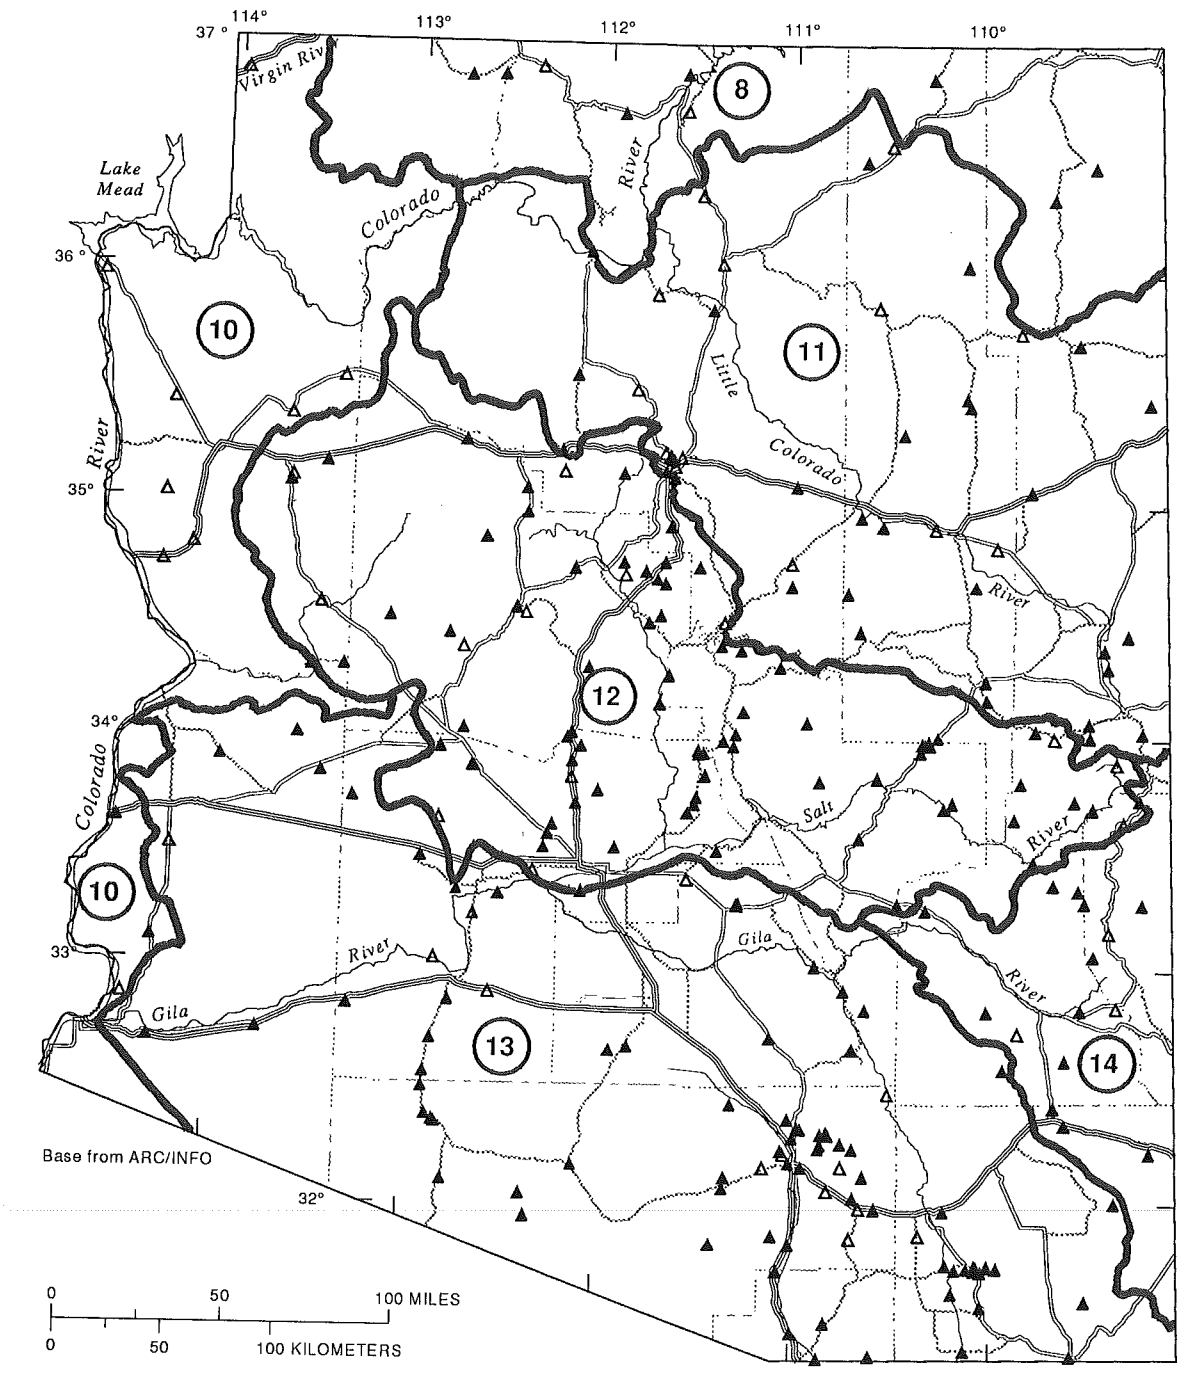 114° 113° 112° 111° 110°
37°
Virgin River
8
River
Lake
Mead
Colorado
36°
10
11
Little
River
Colorado
35°
River
12
34°
Colorado
Salt
River
10
Gila
33°
River
River
Gila
13
14
Base from ARC/INFO
32°
0 50 100 MILES
0 50 100 KILOMETERS